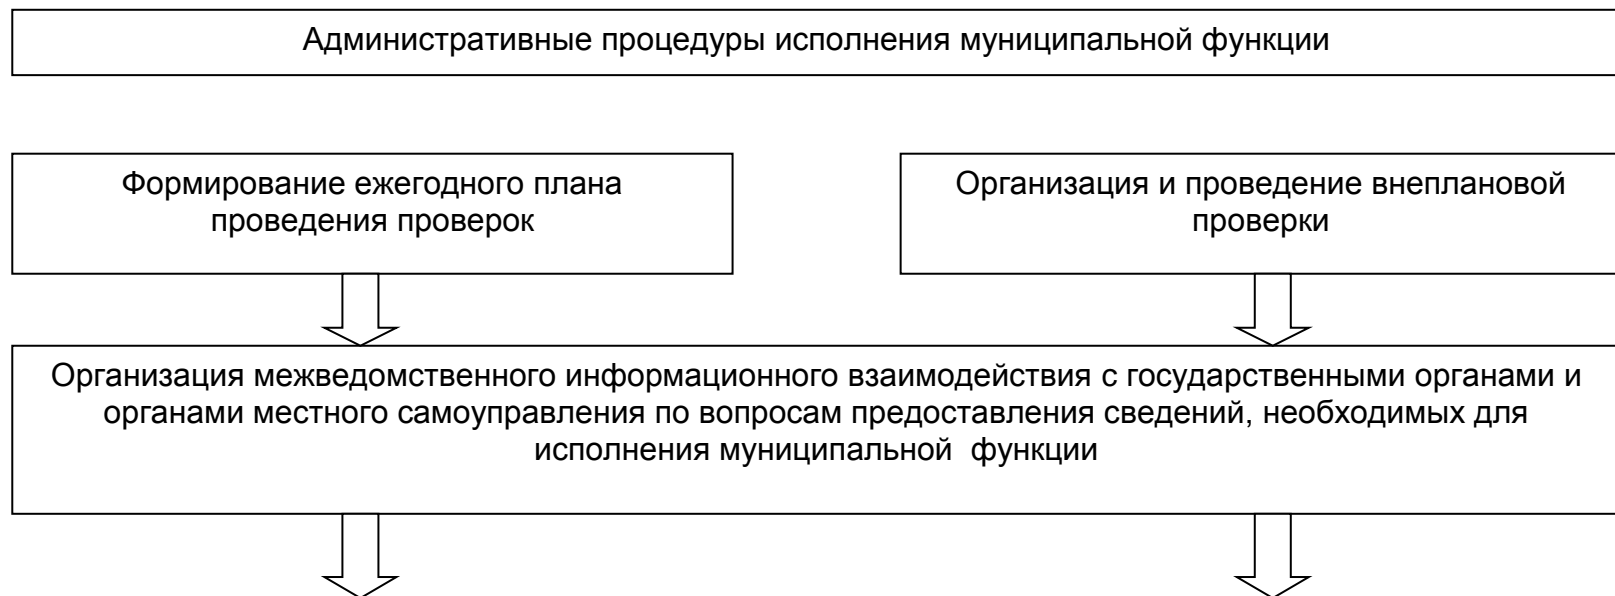 Административные процедуры исполнения муниципальной функции
Формирование ежегодного плана
проведения проверок
Организация и проведение внеплановой
проверки
Организация межведомственного информационного взаимодействия с государственными органами и
органами местного самоуправления по вопросам предоставления сведений, необходимых для
исполнения муниципальной  функции